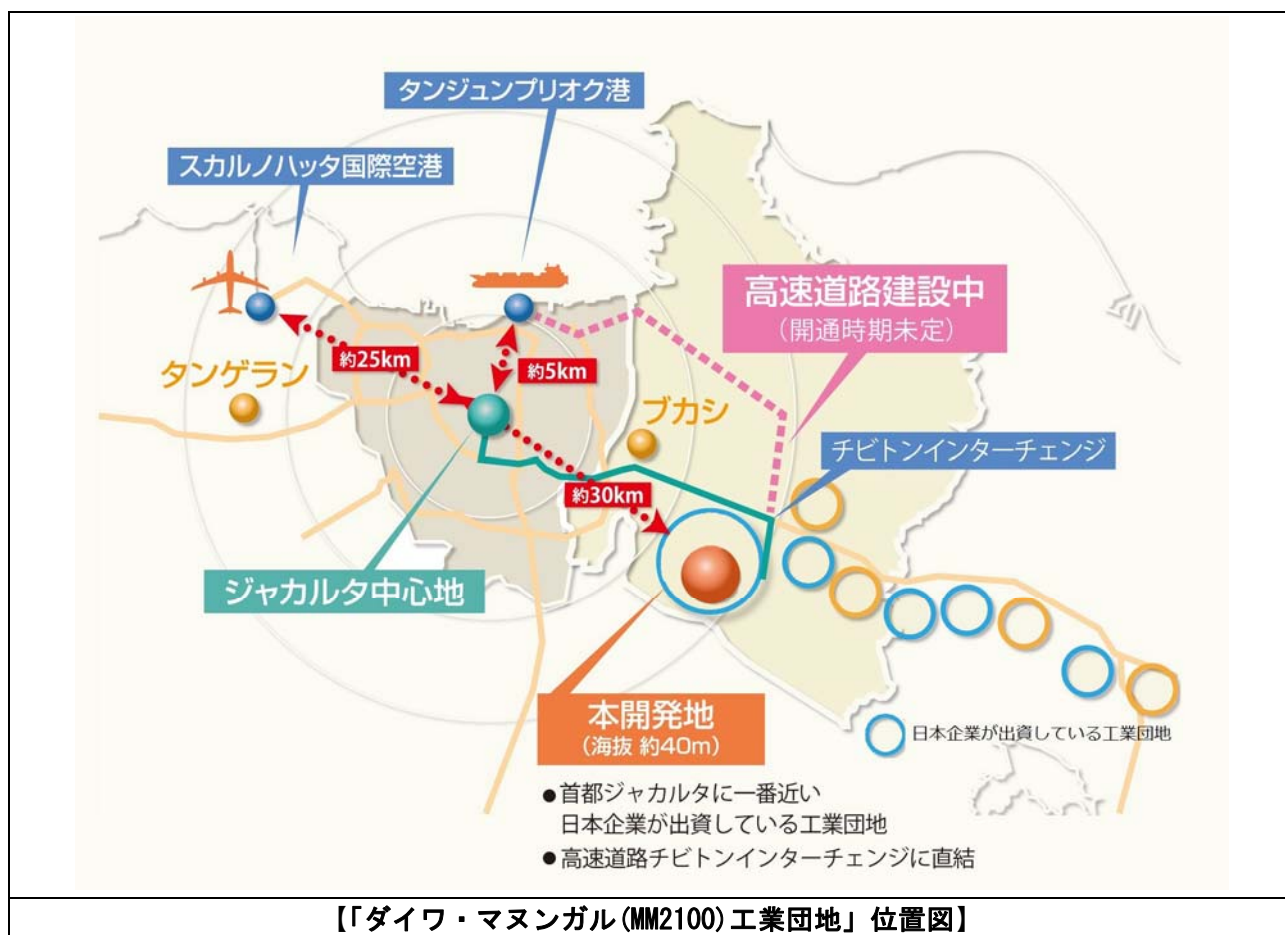 タンジュンプリオク港
スカルノハッタ国際空港
高速道路建設中
(開通時期未定)
約25km
約5km
タンゲラン
ブカシ
チビトンインターチェンジ
約30km
ジャカルタ中心地
本開発地
(海抜 約40m)
日本企業が出資している工業団地
●首都ジャカルタに一番近い
日本企業が出資している工業団地
●高速道路チビトンインターチェンジに直結
【「ダイワ・マヌンガル(MM2100)工業団地」位置図】